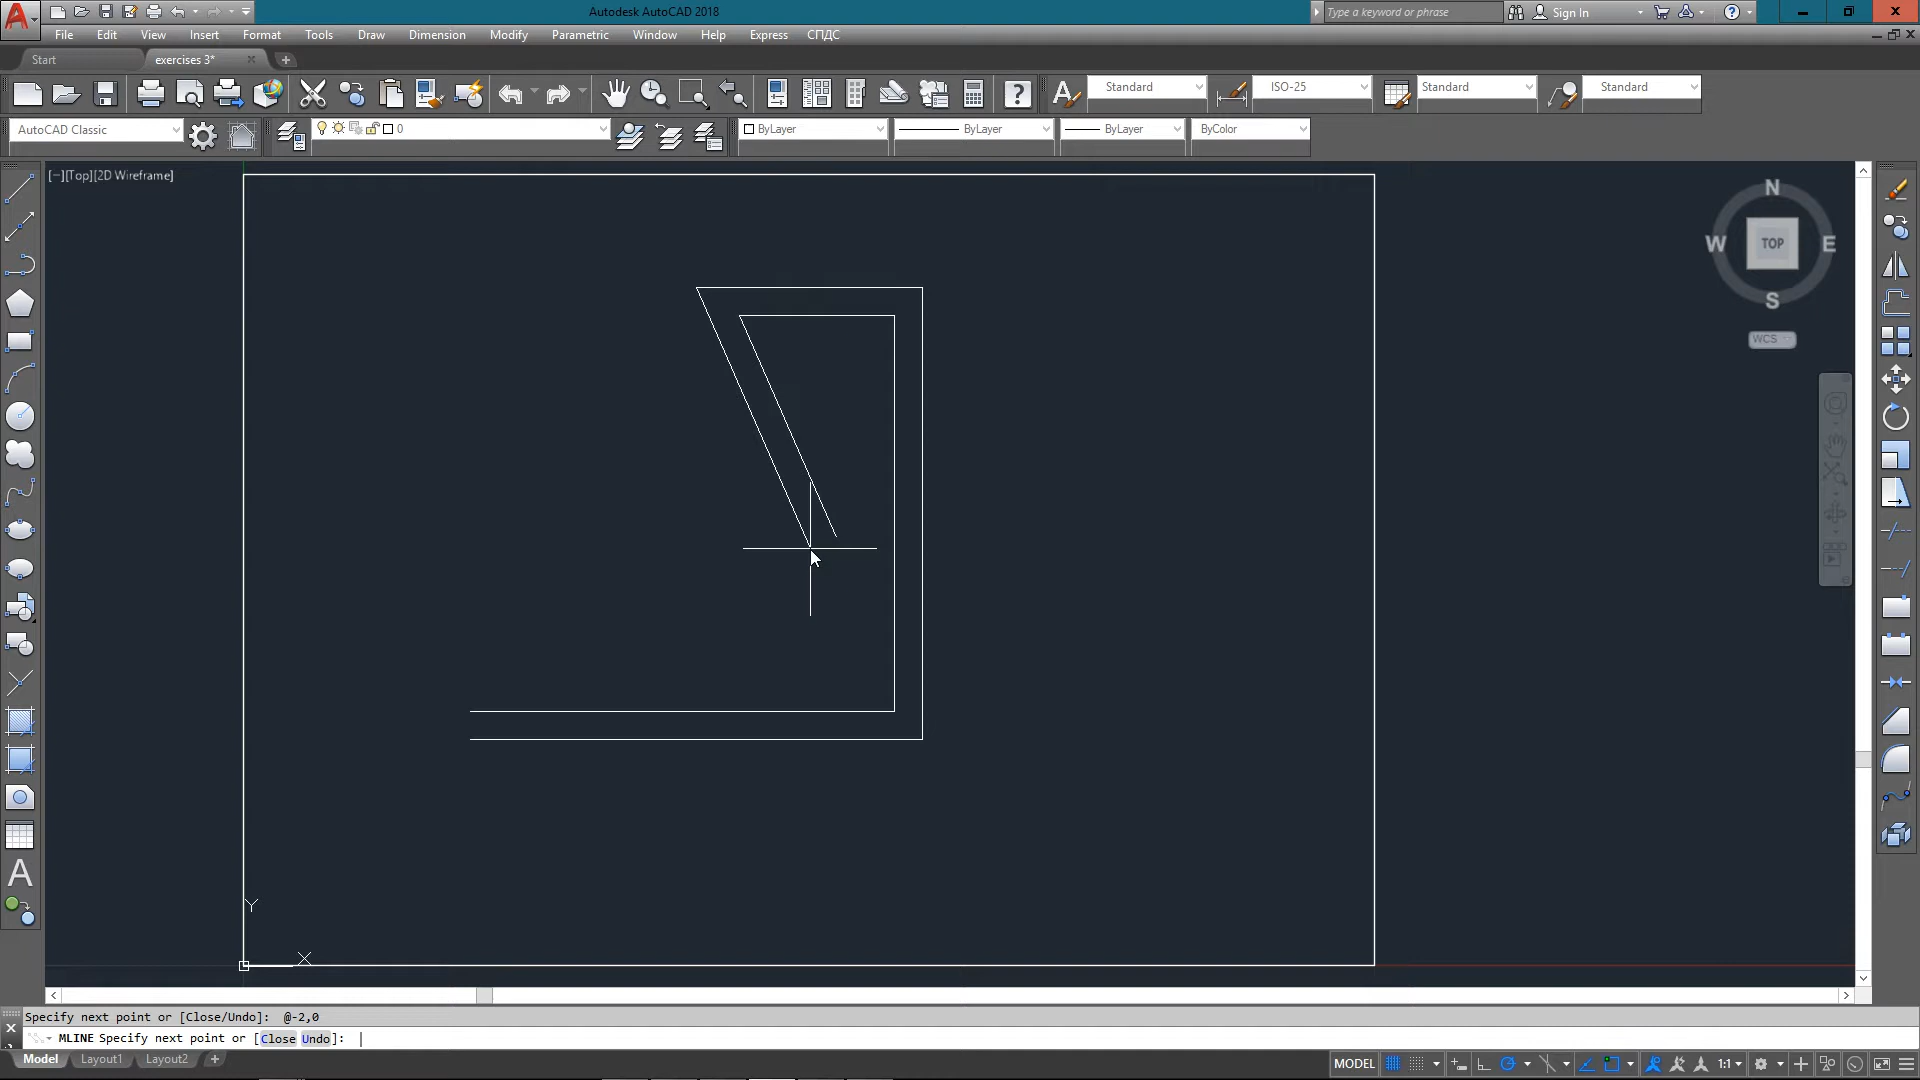 Autodesk AutoCAD 2018
Type a keyword or phrase
Sign In
File Edit View Insert Format Tools Draw Dimension Modify Parametric Window Help Express СПДС
Start
exercises 3*
Standard
ISO-25
Standard
Standard
AutoCAD Classic
0
ByLayer
ByLayer
ByLayer
ByColor
[−][Top][2D Wireframe]
N
W
TOP
E
S
WCS
Y
X
Specify next point or [Close/Undo]: @-2,0
MLINE Specify next point or [Close Undo]:
Model
Layout1
Layout2
MODEL
1:1